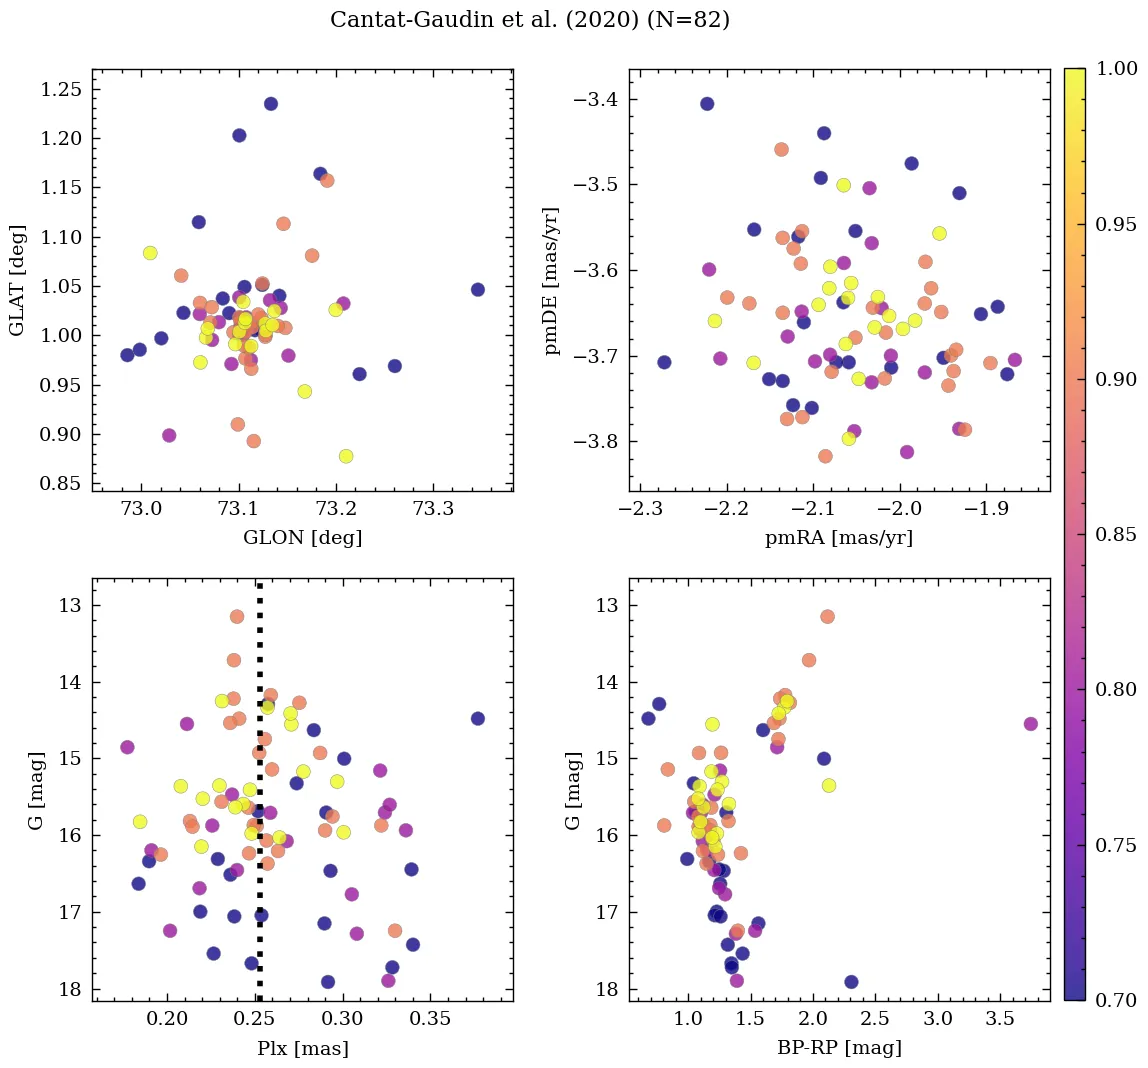 Cantat-Gaudin et al. (2020) (N=82)
1.25
1.20
1.15
1.10
1.05
1.00
0.95
0.90
0.85
GLAT [deg]
73.0 73.1 73.2 73.3
GLON [deg]
−3.4
−3.5
−3.6
−3.7
−3.8
pmDE [mas/yr]
−2.3 −2.2 −2.1 −2.0 −1.9
pmRA [mas/yr]
13
14
15
16
17
18
G [mag]
0.20 0.25 0.30 0.35
Plx [mas]
13
14
15
16
17
18
G [mag]
1.0 1.5 2.0 2.5 3.0 3.5
BP-RP [mag]
1.00
0.95
0.90
0.85
0.80
0.75
0.70